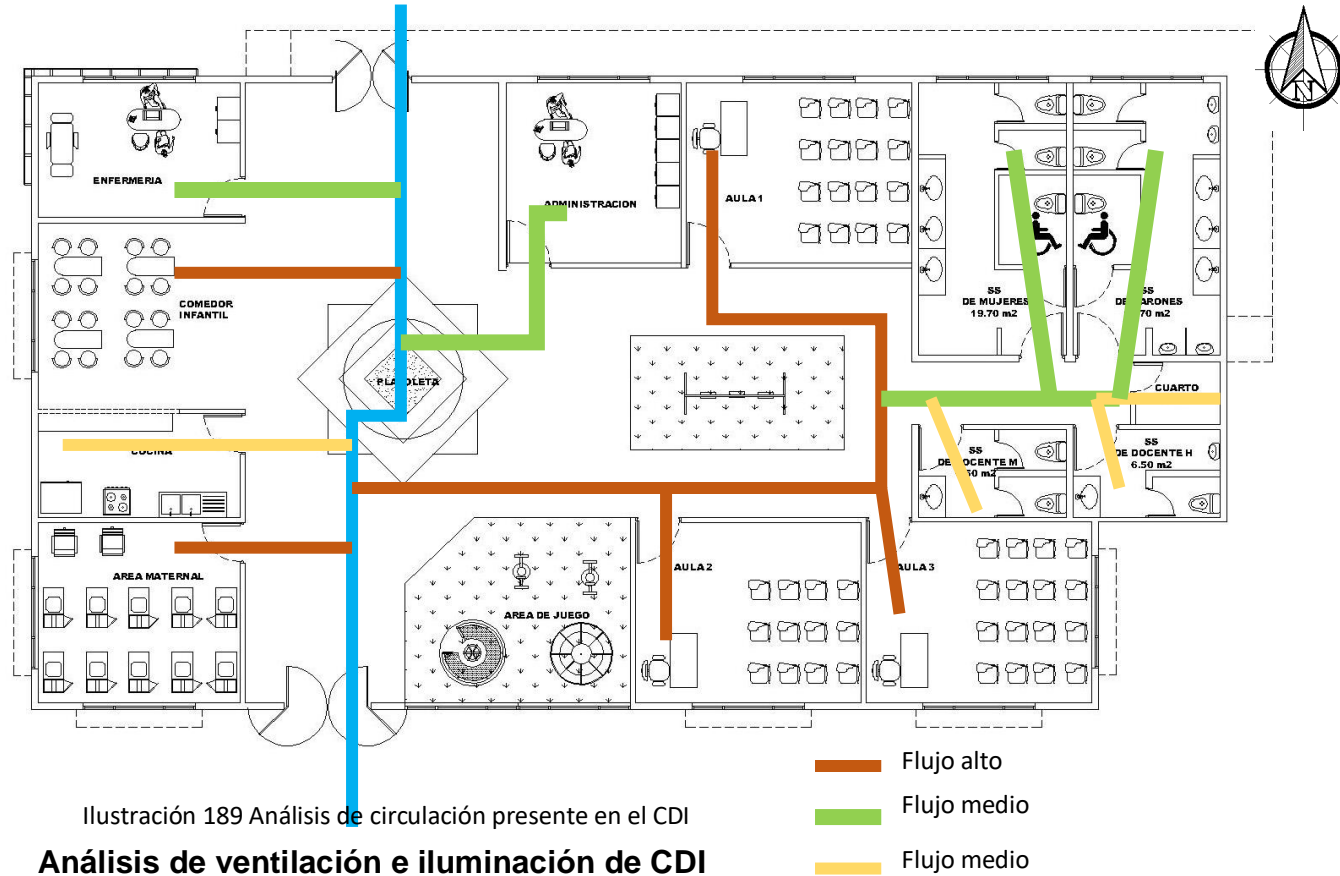 N
ENFERMERIA
ADMINISTRACION
AULA 1
COMEDOR
INFANTIL
SS
DE MUJERES
19.70 m2
SS
70 m2
CUARTO
COCINA
SS
6.50 m2
SS
DE DOCENTE H
AREA MATERNAL
AREA DE JUEGO
AULA 2
AULA 3
Flujo alto
Flujo medio
Flujo medio
Ilustración 189 Análisis de circulación presente en el CDI
Análisis de ventilación e iluminación de CDI